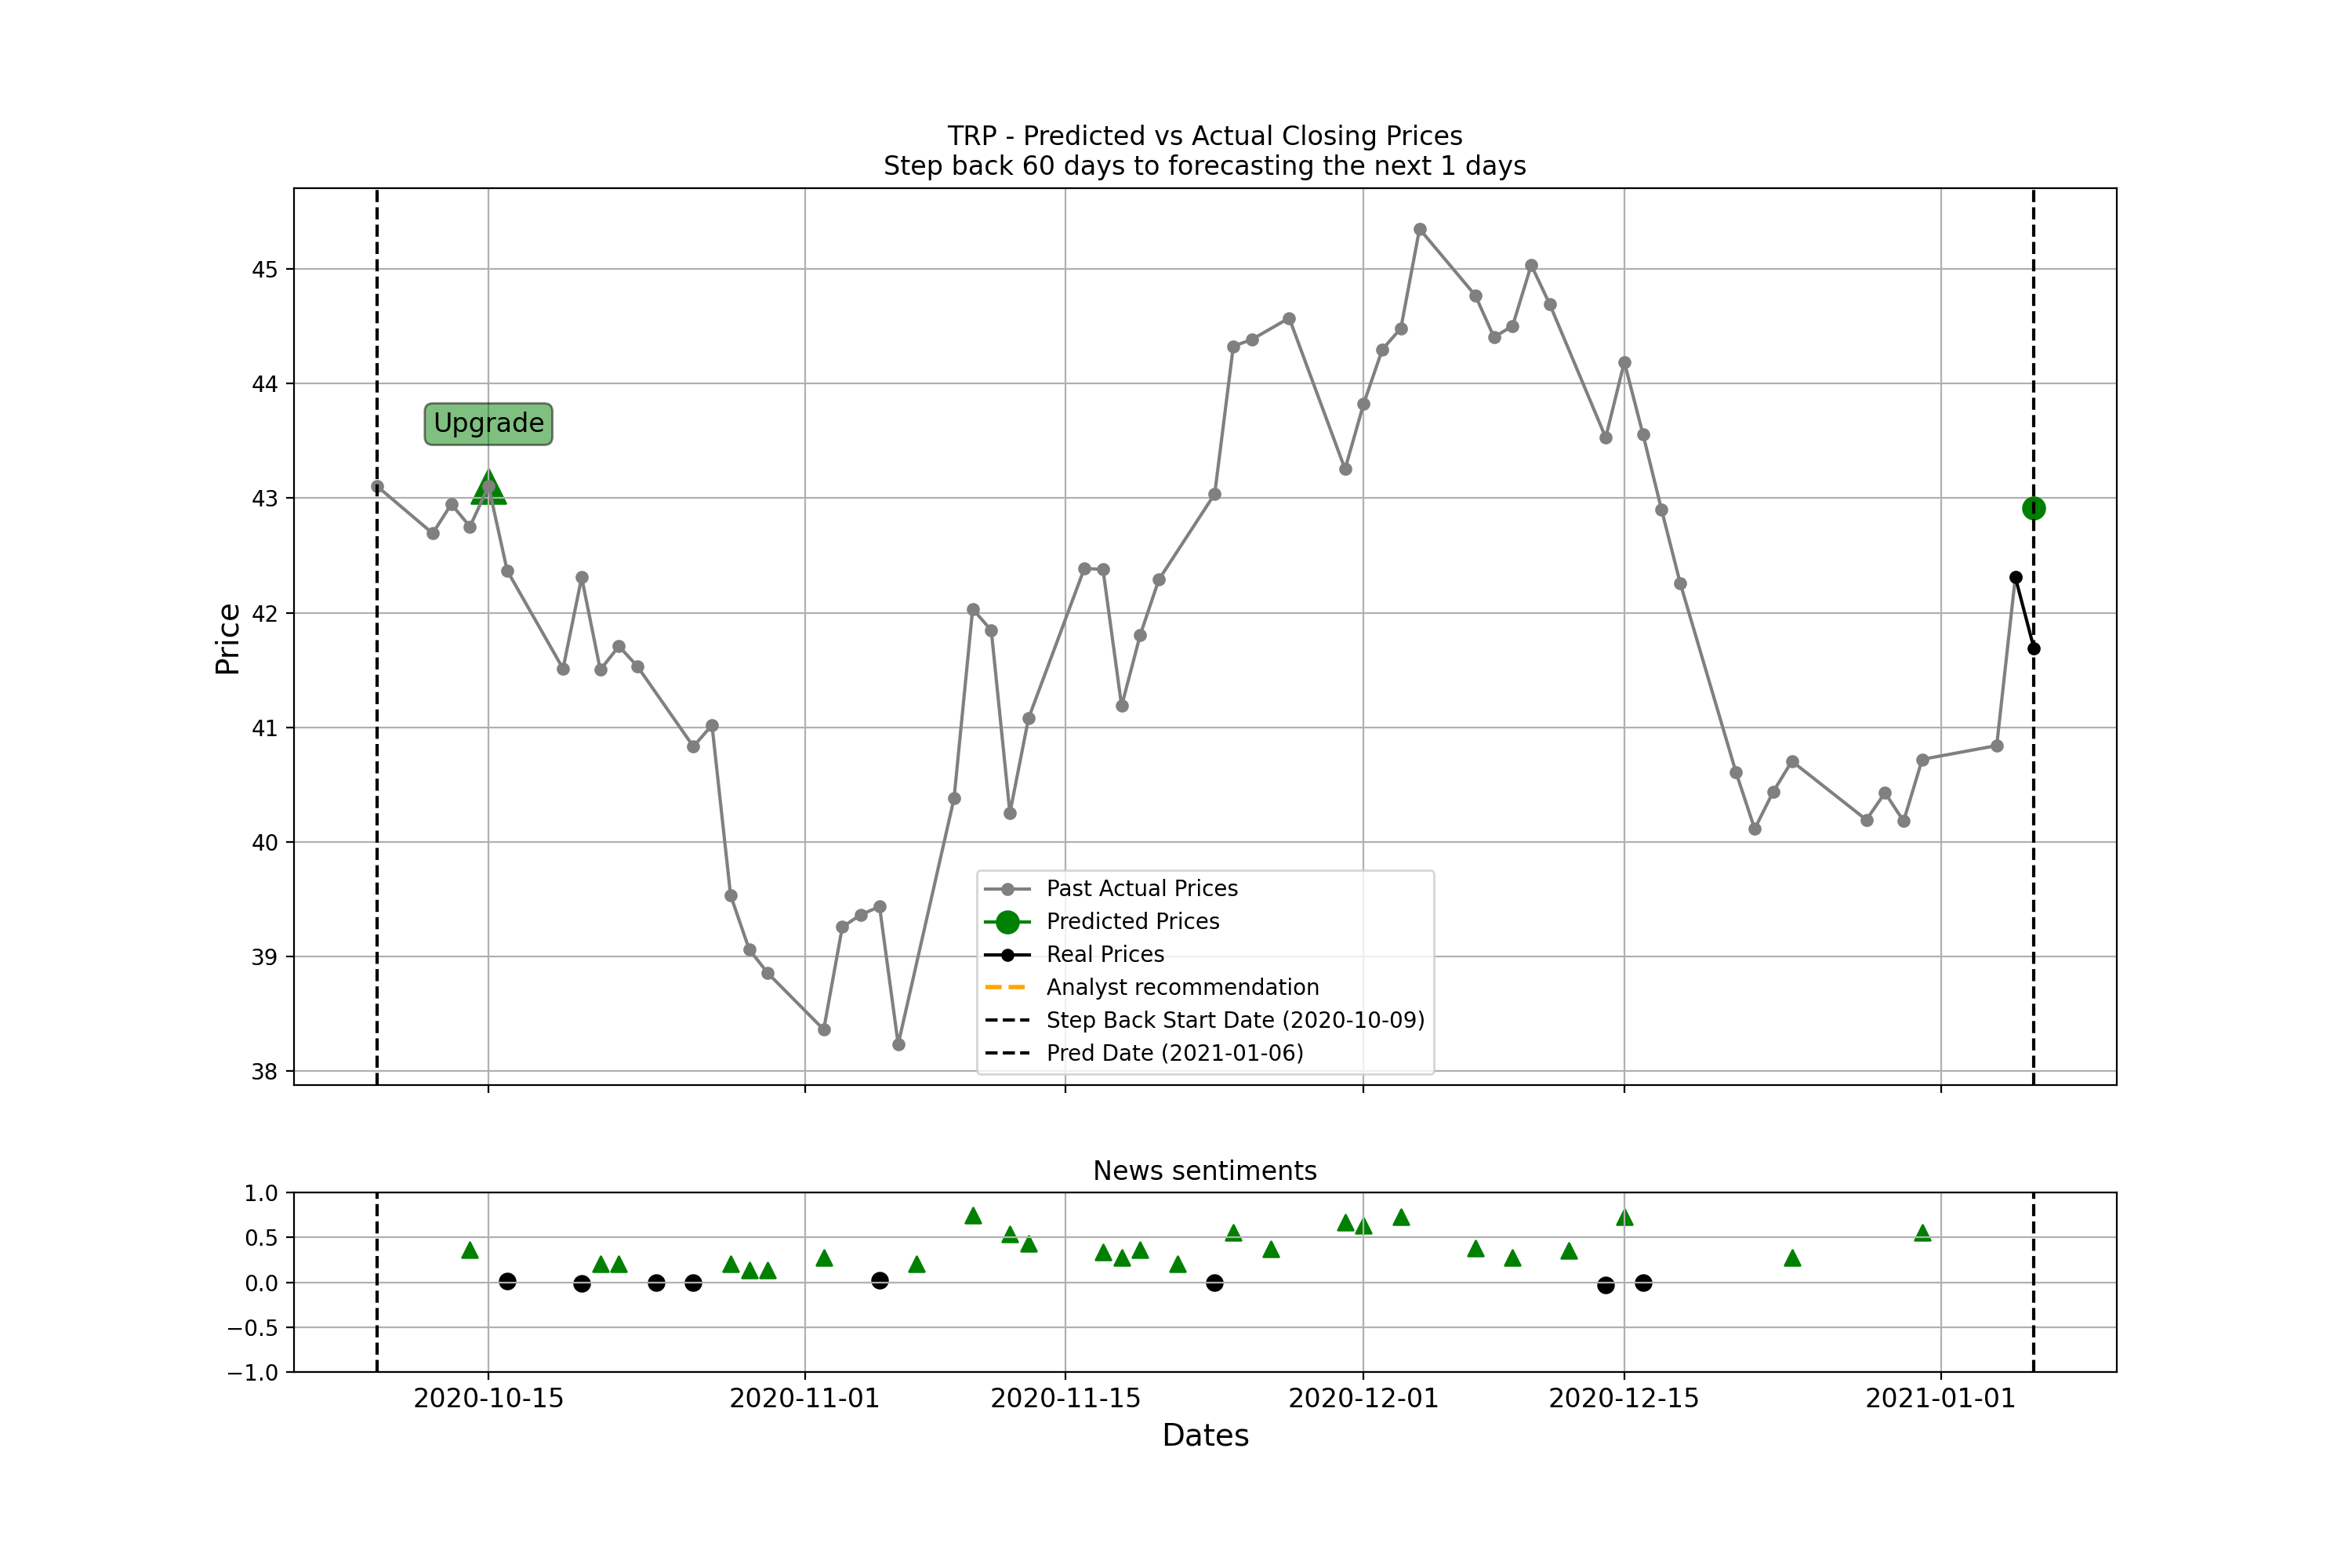 TRP - Predicted vs Actual Closing Prices
Step back 60 days to forecasting the next 1 days
45
44
43
42
41
40
39
38
Price
Upgrade
Past Actual Prices
Predicted Prices
Real Prices
Analyst recommendation
Step Back Start Date (2020-10-09)
Pred Date (2021-01-06)
News sentiments
1.0
0.5
0.0
−0.5
−1.0
2020-10-15 2020-11-01 2020-11-15 2020-12-01 2020-12-15 2021-01-01
Dates